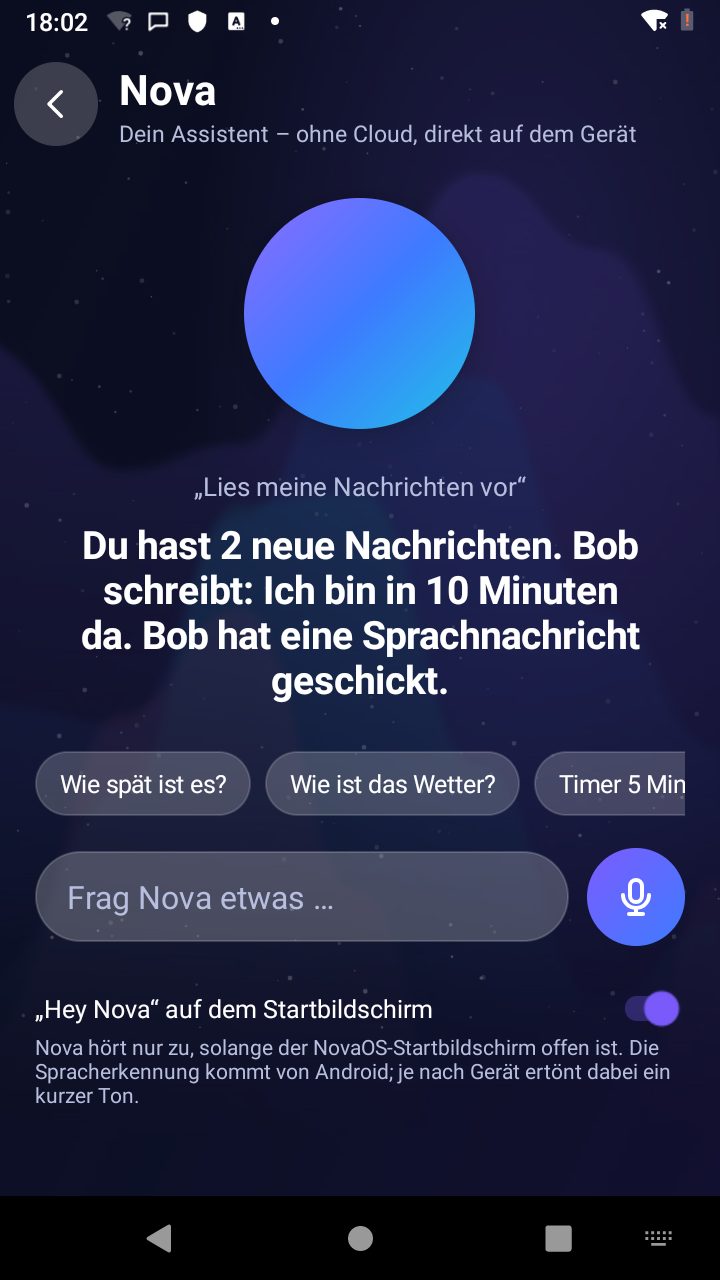 18:02
Nova
Dein Assistent – ohne Cloud, direkt auf dem Gerät
„Lies meine Nachrichten vor“
Du hast 2 neue Nachrichten. Bob
schreibt: Ich bin in 10 Minuten
da. Bob hat eine Sprachnachricht
geschickt.
Wie spät ist es? Wie ist das Wetter? Timer 5 Min
Frag Nova etwas …
„Hey Nova“ auf dem Startbildschirm
Nova hört nur zu, solange der NovaOS-Startbildschirm offen ist. Die
Spracherkennung kommt von Android; je nach Gerät ertönt dabei ein
kurzer Ton.